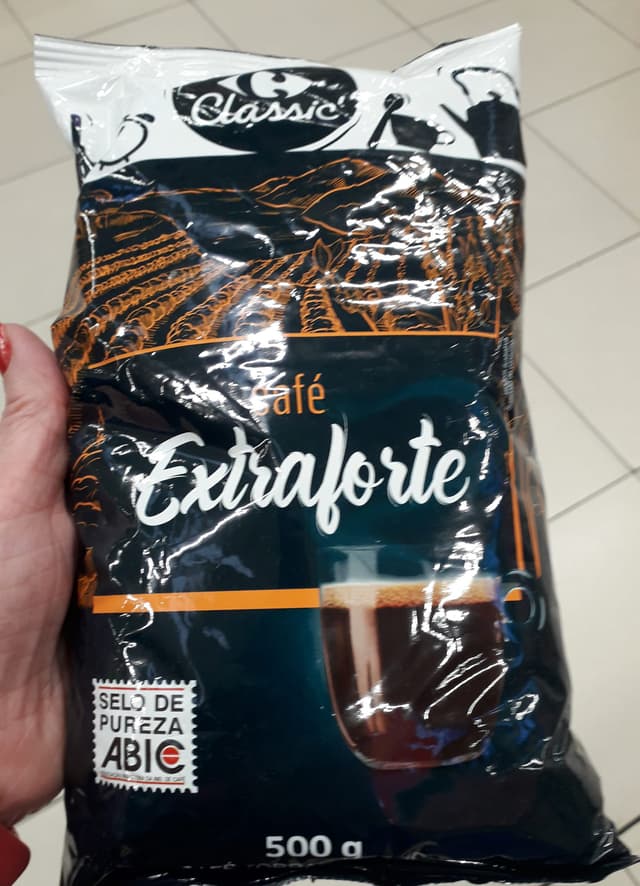 Classic
café
Extraforte
SELO DE
PUREZA
ABIC
500 g